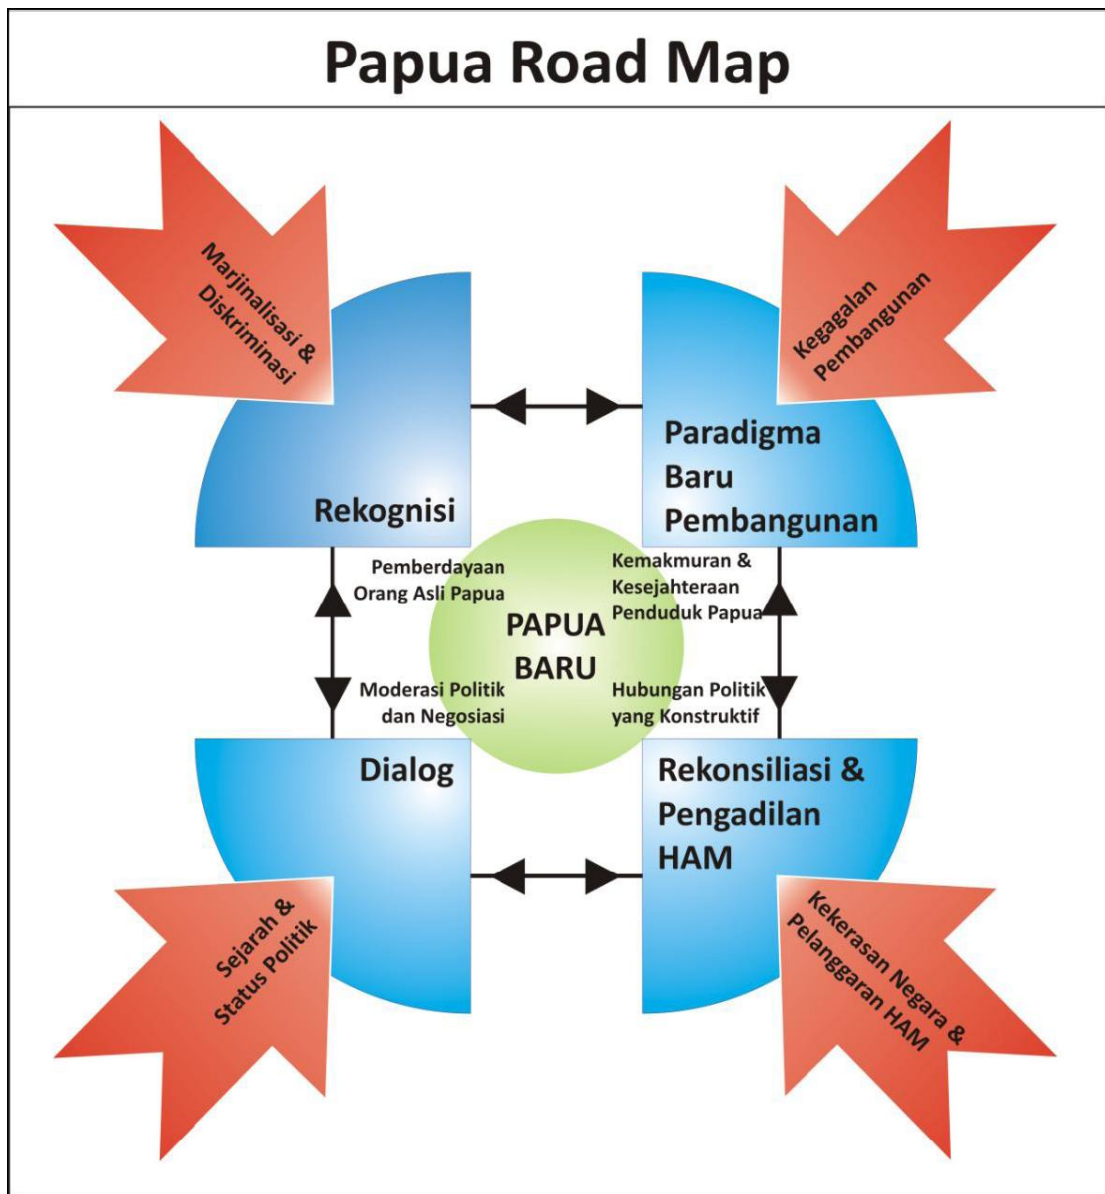 Papua Road Map
Marjinalisasi &
Diskriminasi
Kegagalan
Pembangunan
Rekognisi
Paradigma
Baru
Pembangunan
Pemberdayaan
Orang Asli Papua
Kemakmuran &
Kesejahteraan
Penduduk Papua
PAPUA
BARU
Moderasi Politik
dan Negosiasi
Hubungan Politik
yang Konstruktif
Dialog
Rekonsiliasi &
Pengadilan
HAM
Sejarah &
Status Politik
Kekerasan Negara &
Pelanggaran HAM